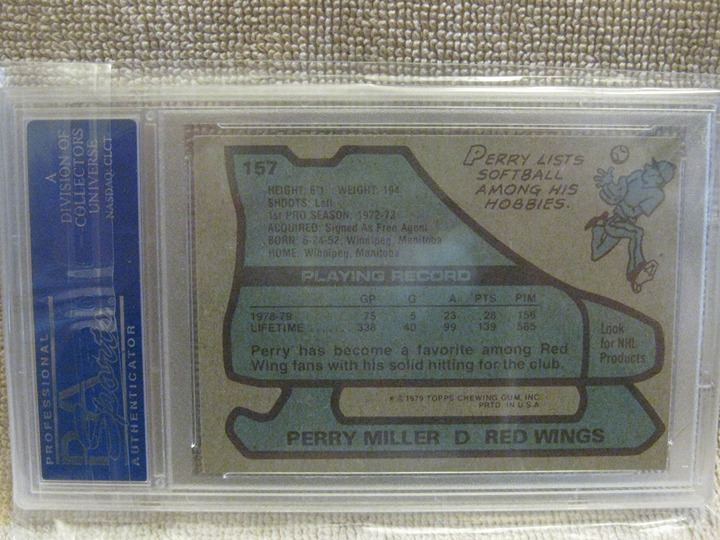 A
DIVISION OF
COLLECTORS
UNIVERSE
NASDAQ: CLCT
PROFESSIONAL
PSA
Sports
AUTHENTICATOR
157
HEIGHT: 6'1 WEIGHT: 194
SHOOTS: Left
1st PRO SEASON: 1972-73
ACQUIRED: Signed As Free Agent
BORN: 6-24-52, Winnipeg, Manitoba
HOME: Winnipeg, Manitoba
PERRY LISTS
SOFTBALL
AMONG HIS
HOBBIES.
PLAYING RECORD
GP G A PTS PIM
1978-79 75 5 23 28 156
LIFETIME 338 40 99 139 585
Perry has become a favorite among Red
Wing fans with his solid hitting for the club.
Look
for NHL
Products
* © 1979 TOPPS CHEWING GUM, INC.
PRTD. IN U.S.A.
PERRY MILLER D RED WINGS